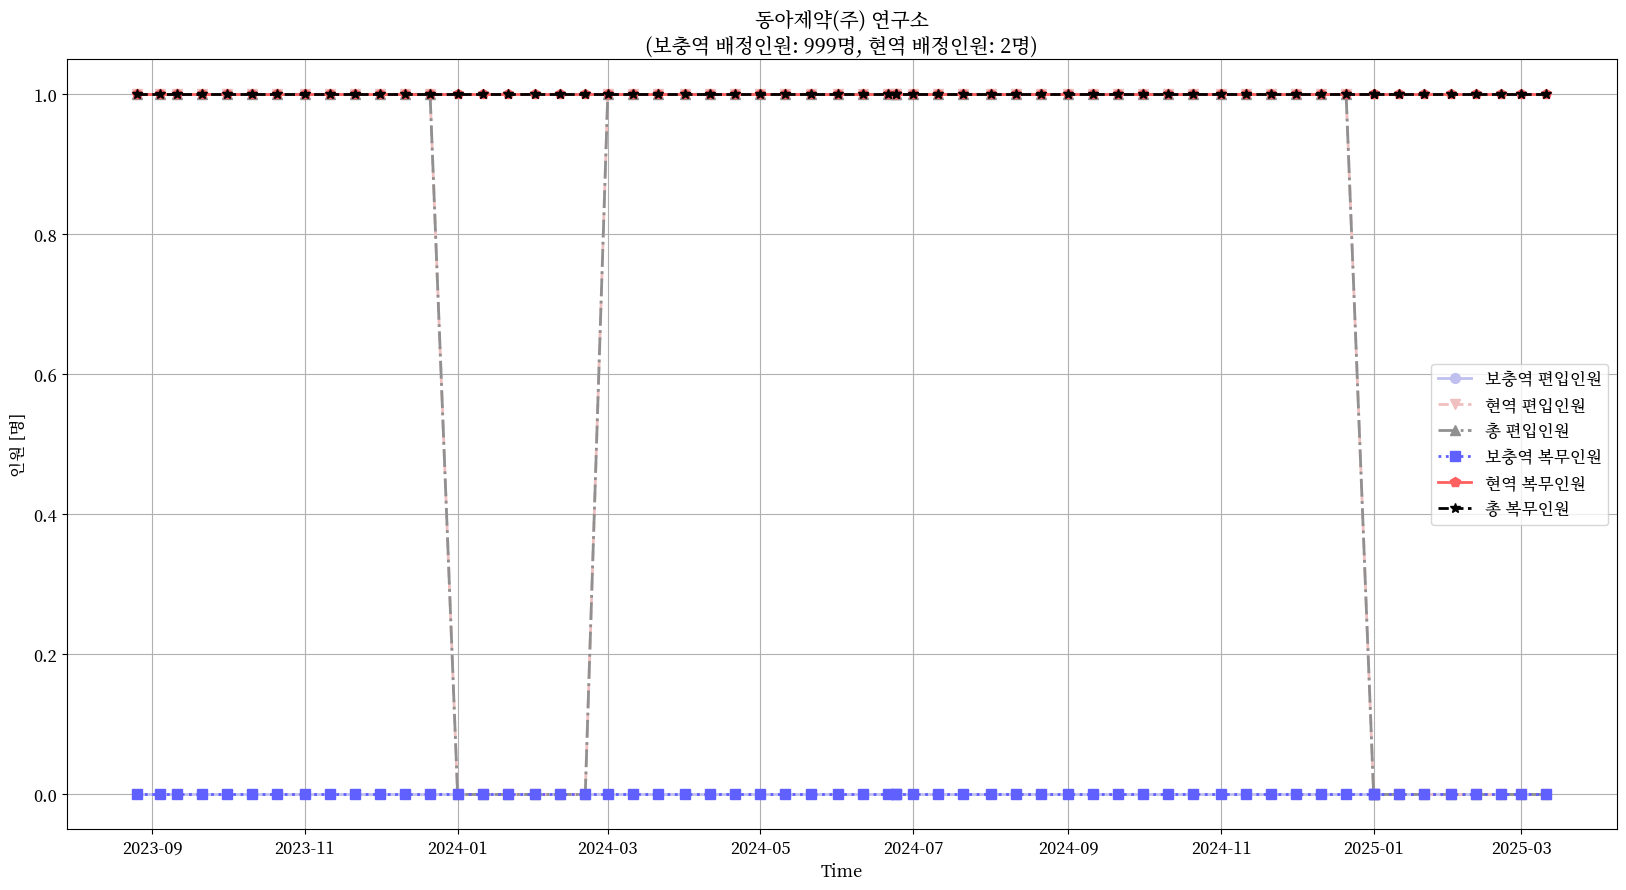 동아제약(주) 연구소
(보충역 배정인원: 999명, 현역 배정인원: 2명)
인원 [명]
1.0
0.8
0.6
0.4
0.2
0.0
보충역 편입인원
현역 편입인원
총 편입인원
보충역 복무인원
현역 복무인원
총 복무인원
2023-09
2023-11
2024-01
2024-03
2024-05
2024-07
2024-09
2024-11
2025-01
2025-03
Time